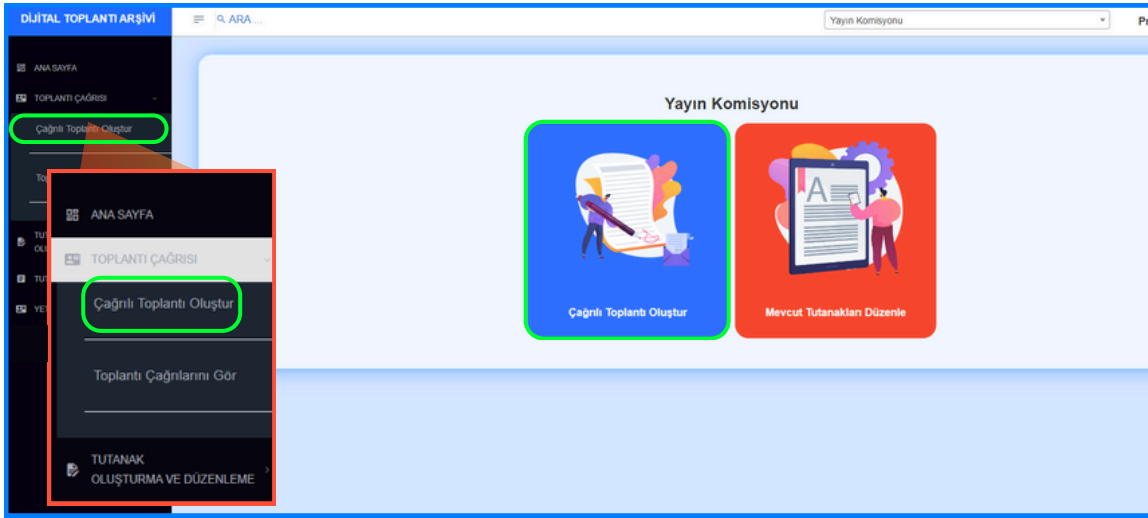 DİJİTAL TOPLANTI ARŞİVİ
ARA ...
Yayın Komisyonu
ANA SAYFA
TOPLANTI ÇAĞRISI
Çağrılı Toplantı Oluştur
Yayın Komisyonu
Çağrılı Toplantı Oluştur
Mevcut Tutanakları Düzenle
ANA SAYFA
TOPLANTI ÇAĞRISI
Çağrılı Toplantı Oluştur
Toplantı Çağrılarını Gör
TUTANAK
OLUŞTURMA VE DÜZENLEME